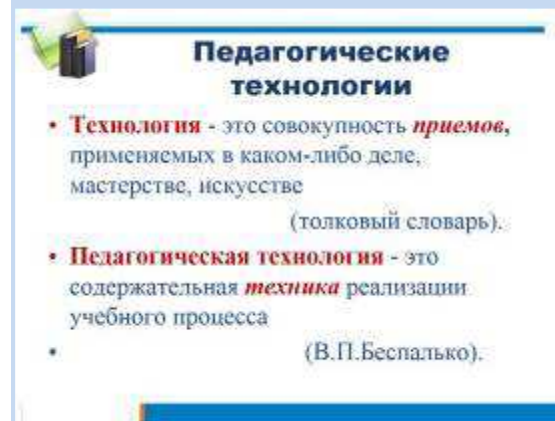 Педагогические
технологии
• Технология - это совокупность приемов,
применяемых в каком-либо деле,
мастерстве, искусстве
(толковый словарь).
• Педагогическая технология - это
содержательная техника реализации
учебного процесса
• (В.П.Беспалько).